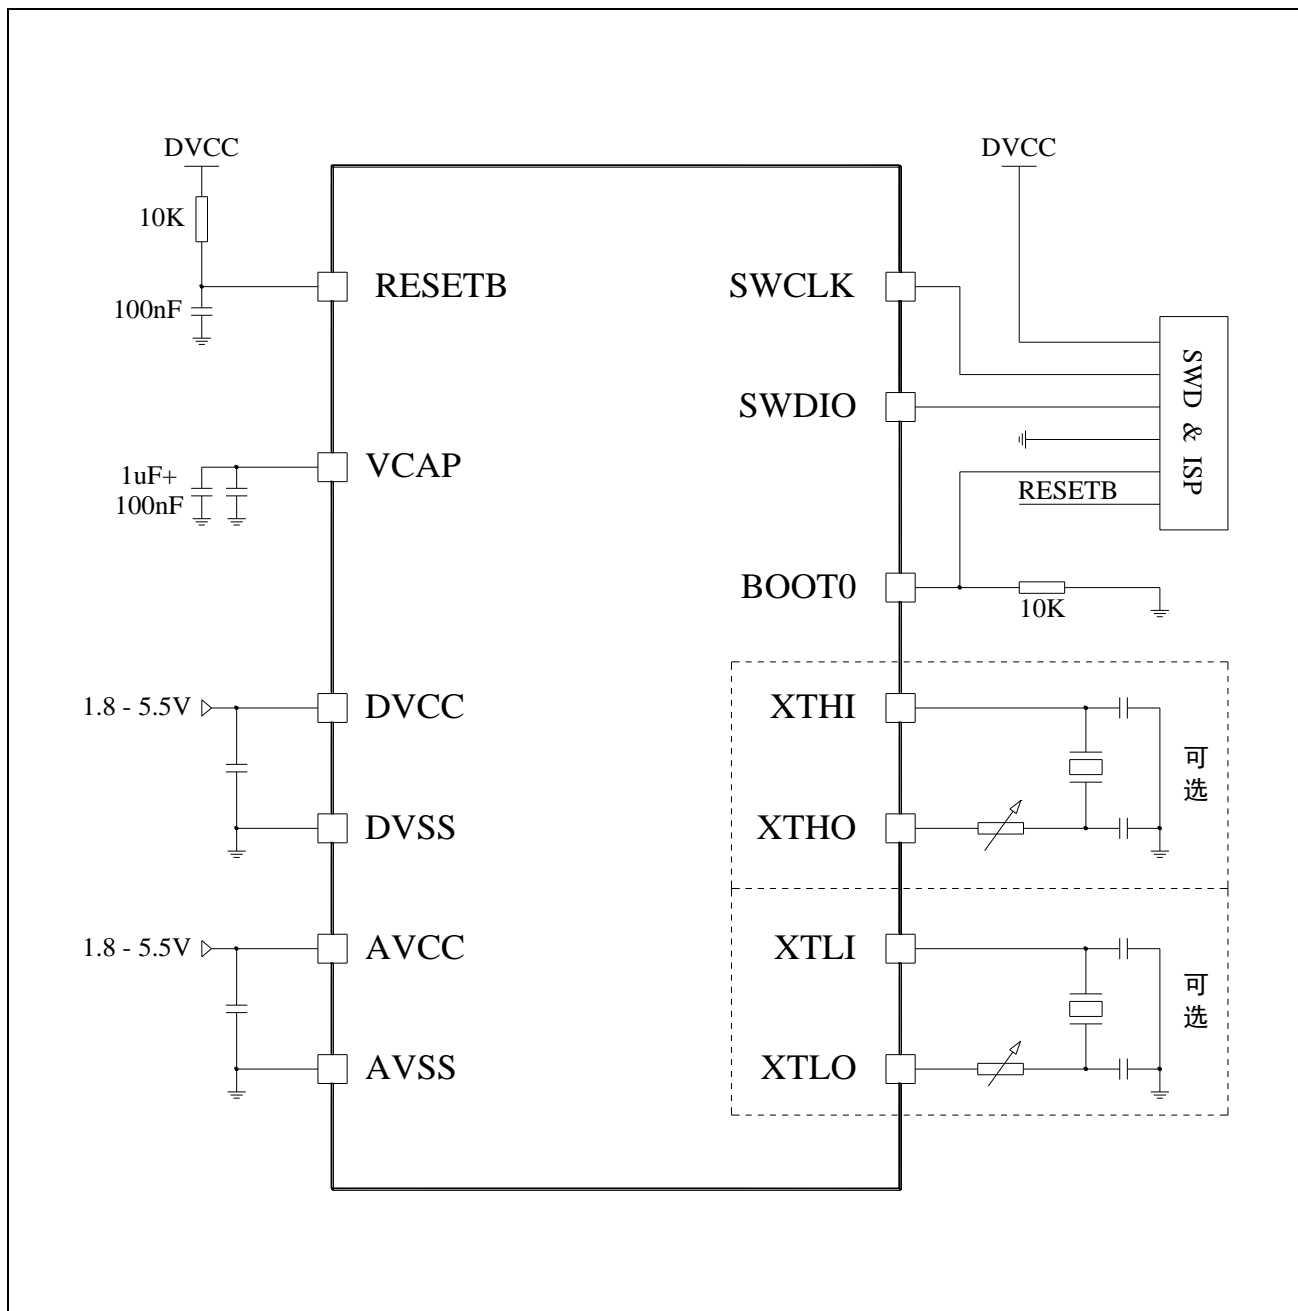 DVCC
10K
RESETB
100nF
VCAP
1uF+
100nF
1.8 - 5.5V
DVCC
DVSS
1.8 - 5.5V
AVCC
AVSS
DVCC
SWCLK
SWDIO
SWD & ISP
RESETB
BOOT0
10K
XTHI
XTHO
可选
XTLI
XTLO
可选